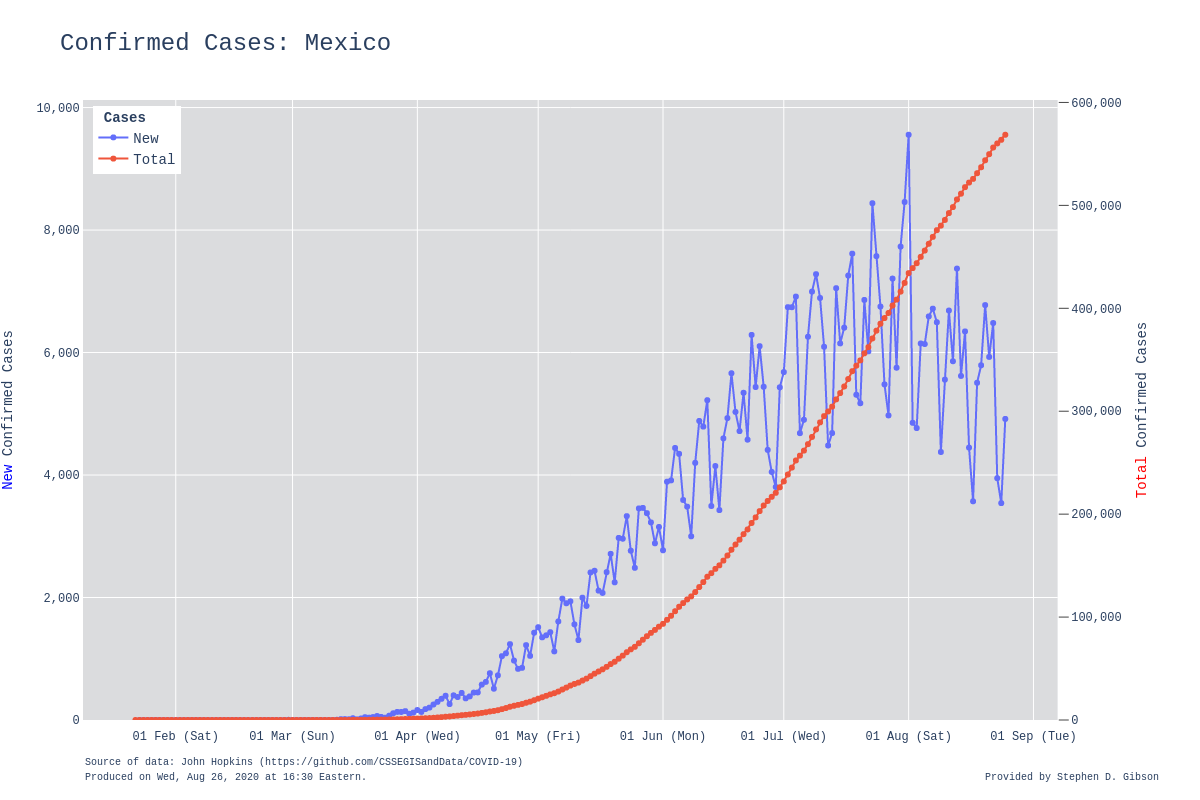 Confirmed Cases: Mexico
Cases
New
Total
10,000
8,000
6,000
4,000
2,000
0
600,000
500,000
400,000
300,000
200,000
100,000
0
New Confirmed Cases
Total Confirmed Cases
01 Feb (Sat)
01 Mar (Sun)
01 Apr (Wed)
01 May (Fri)
01 Jun (Mon)
01 Jul (Wed)
01 Aug (Sat)
01 Sep (Tue)
Source of data: John Hopkins (https://github.com/CSSEGISandData/COVID-19)
Produced on Wed, Aug 26, 2020 at 16:30 Eastern.
Provided by Stephen D. Gibson